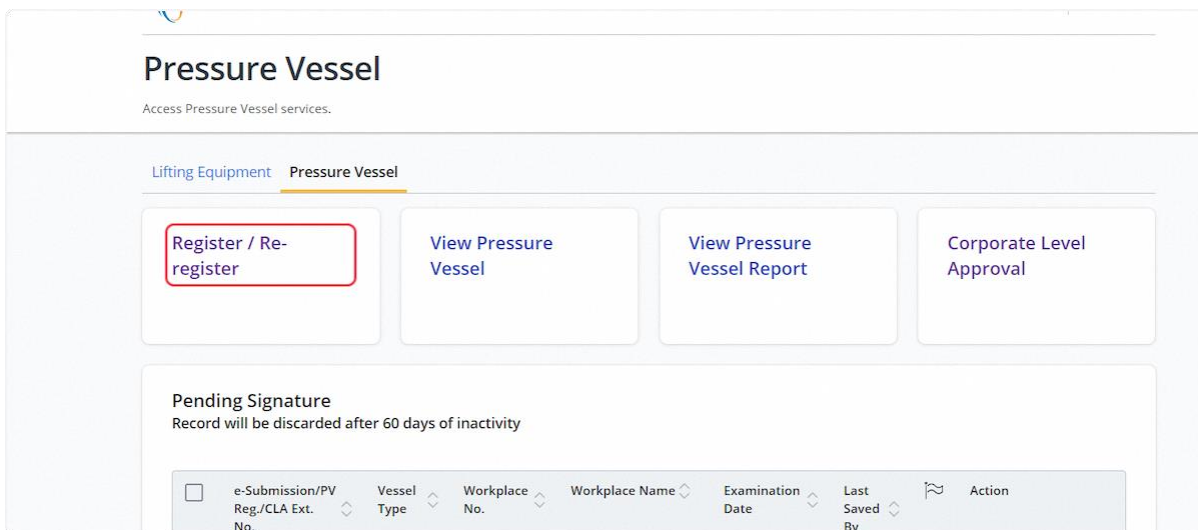 Pressure Vessel
Access Pressure Vessel services.
Lifting Equipment Pressure Vessel
Register / Re-
register
View Pressure
Vessel
View Pressure
Vessel Report
Corporate Level
Approval
Pending Signature
Record will be discarded after 60 days of inactivity
e-Submission/PV
Reg./CLA Ext.
No.
Vessel
Type
Workplace
No.
Workplace Name
Examination
Date
Last
Saved
By
Action